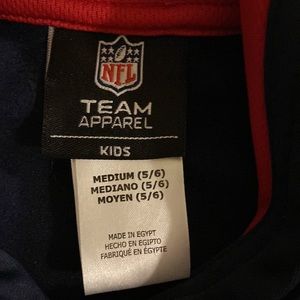 NFL
TEAM
APPAREL
KIDS
MEDIUM (5/6)
MEDIANO (5/6)
MOYEN (5/6)
MADE IN EGYPT
HECHO EN EGIPTO
FABRIQUÉ EN ÉGYPTE